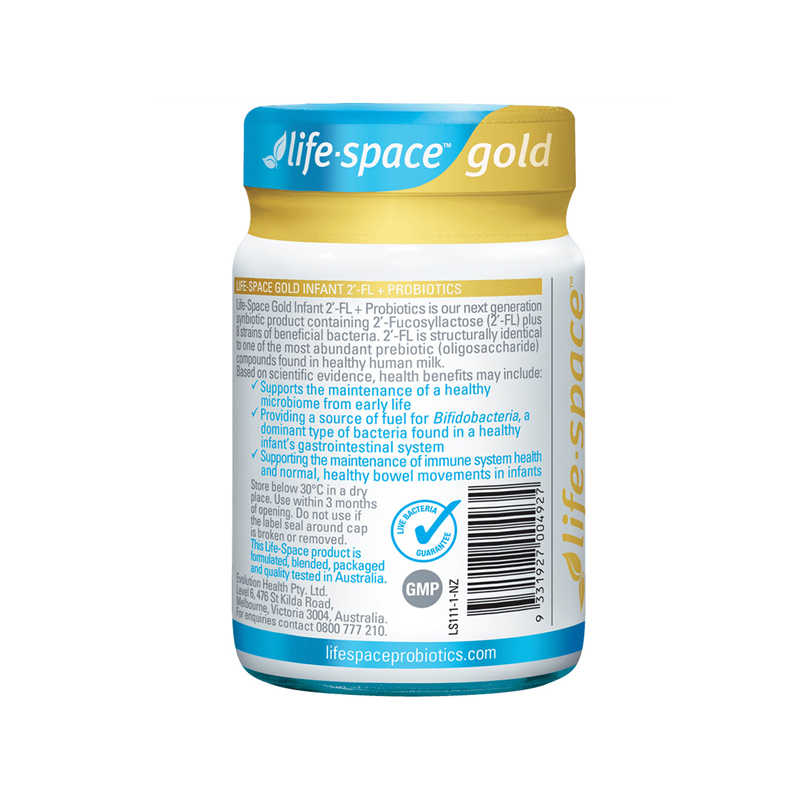 life·space™ gold
LIFE-SPACE GOLD INFANT 2'-FL + PROBIOTICS
Life-Space Gold Infant 2'-FL + Probiotics is our next generation
synbiotic product containing 2'-Fucosyllactose (2'-FL) plus
8 strains of beneficial bacteria. 2'-FL is structurally identical
to one of the most abundant prebiotic (oligosaccharide)
compounds found in healthy human milk.
Based on scientific evidence, health benefits may include:
✓ Supports the maintenance of a healthy
microbiome from early life
✓ Providing a source of fuel for Bifidobacteria, a
dominant type of bacteria found in a healthy
infant's gastrointestinal system
✓ Supporting the maintenance of immune system health
and normal, healthy bowel movements in infants
Store below 30°C in a dry
place. Use within 3 months
of opening. Do not use if
the label seal around cap
is broken or removed.
This Life-Space product is
formulated, blended, packaged
and quality tested in Australia.
Evolution Health Pty. Ltd.
Level 6, 476 St Kilda Road,
Melbourne, Victoria 3004, Australia.
For enquiries contact 0800 777 210.
LIVE BACTERIA
GUARANTEE
GMP
LS111-1-NZ
9 331927 004927
life·space™
lifespaceprobiotics.com